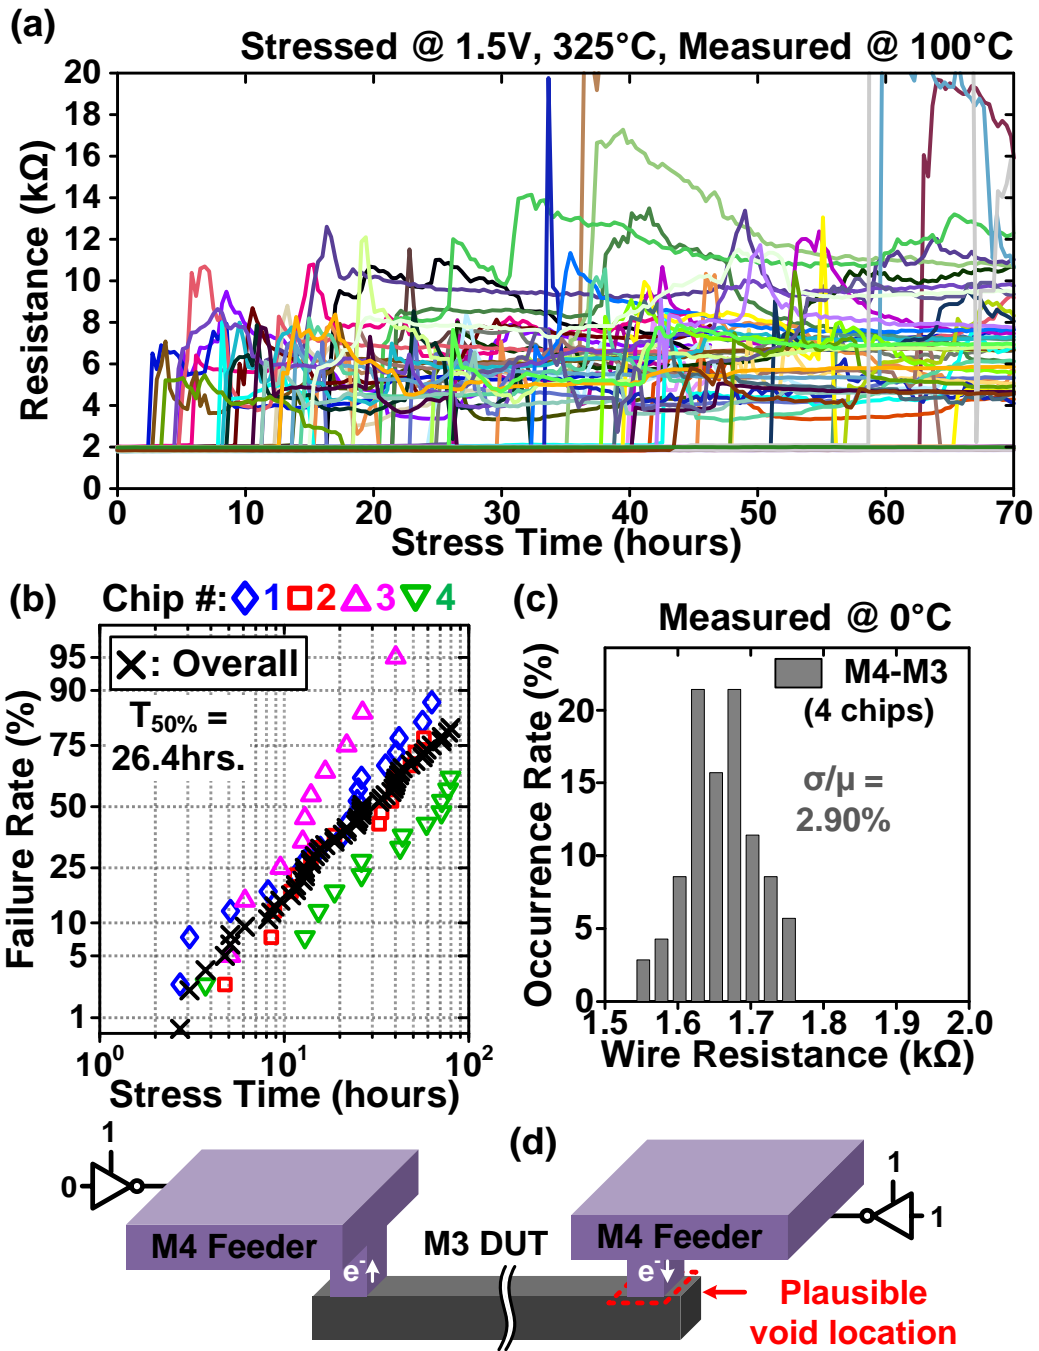 (a)
Stressed @ 1.5V, 325°C, Measured @ 100°C
Resistance (kΩ)
20
18
16
14
12
10
8
6
4
2
0
0 10 20 30 40 50 60 70
Stress Time (hours)
(b)
Chip #: 1 2 3 4
X: Overall
T50% =
26.4hrs.
Failure Rate (%)
95
90
75
50
25
10
5
1
10⁰ 10¹ 10²
Stress Time (hours)
(c)
Measured @ 0°C
M4-M3
(4 chips)
σ/μ =
2.90%
Occurrence Rate (%)
20
15
10
5
0
1.5 1.6 1.7 1.8 1.9 2.0
Wire Resistance (kΩ)
(d)
1
0
M4 Feeder
e-
M3 DUT
M4 Feeder
e-
1
1
Plausible
void location